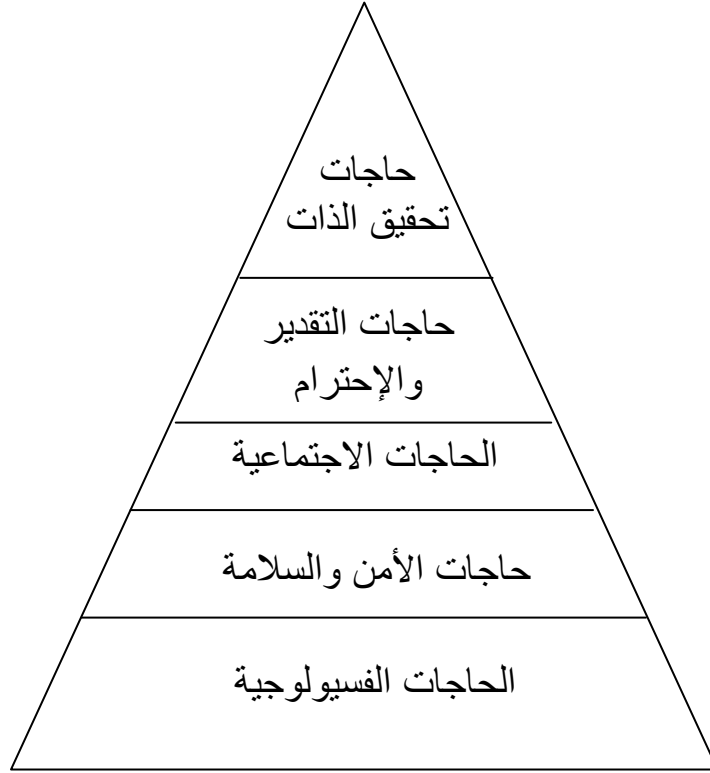 حاجات
تحقيق الذات
حاجات التقدير
والإحترام
الحاجات الاجتماعية
حاجات الأمن والسلامة
الحاجات الفسيولوجية